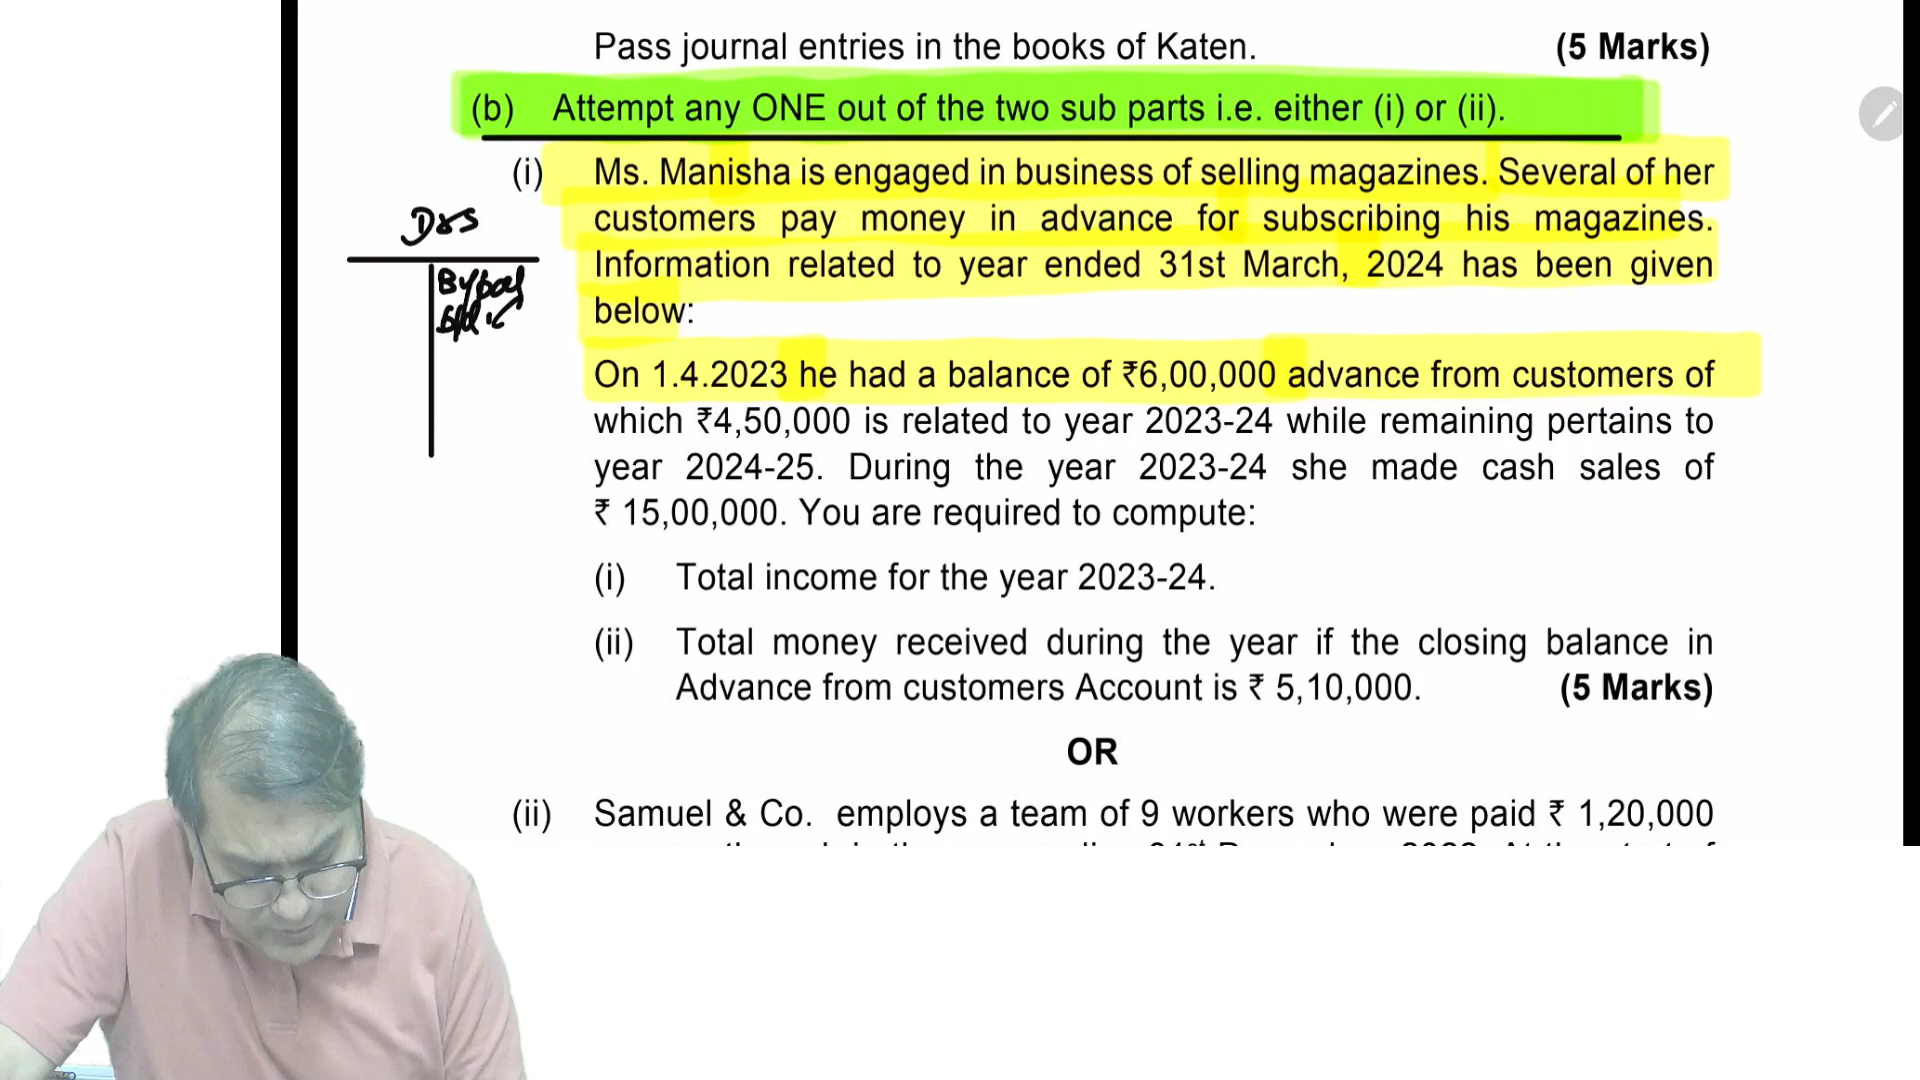 Pass journal entries in the books of Katen. (5 Marks)
(b) Attempt any ONE out of the two sub parts i.e. either (i) or (ii).
(i) Ms. Manisha is engaged in business of selling magazines. Several of her
customers pay money in advance for subscribing his magazines.
Information related to year ended 31st March, 2024 has been given
below:
Drs
By bal
b/d
On 1.4.2023 he had a balance of ₹6,00,000 advance from customers of
which ₹4,50,000 is related to year 2023-24 while remaining pertains to
year 2024-25. During the year 2023-24 she made cash sales of
₹ 15,00,000. You are required to compute:
(i) Total income for the year 2023-24.
(ii) Total money received during the year if the closing balance in
Advance from customers Account is ₹ 5,10,000. (5 Marks)
OR
(ii) Samuel & Co. employs a team of 9 workers who were paid ₹ 1,20,000